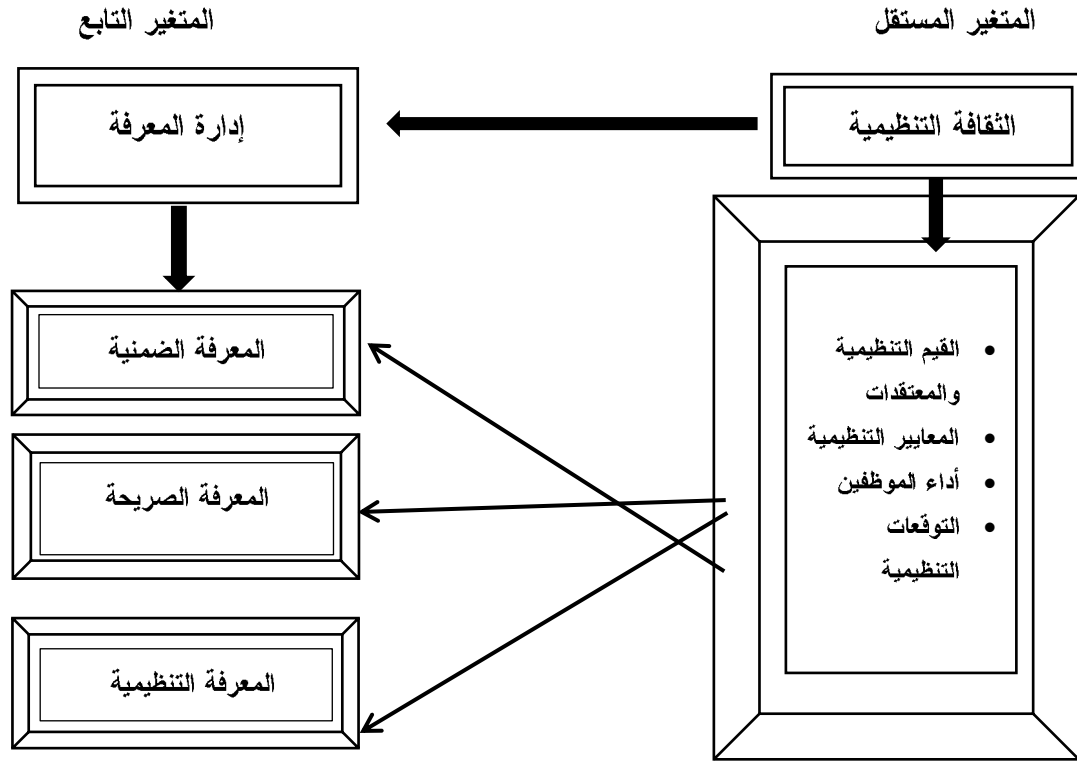 المتغير المستقل
المتغير التابع
الثقافة التنظيمية
إدارة المعرفة
• القيم التنظيمية
والمعتقدات
• المعايير التنظيمية
• أداء الموظفين
• التوقعات
التنظيمية
المعرفة الضمنية
المعرفة الصريحة
المعرفة التنظيمية